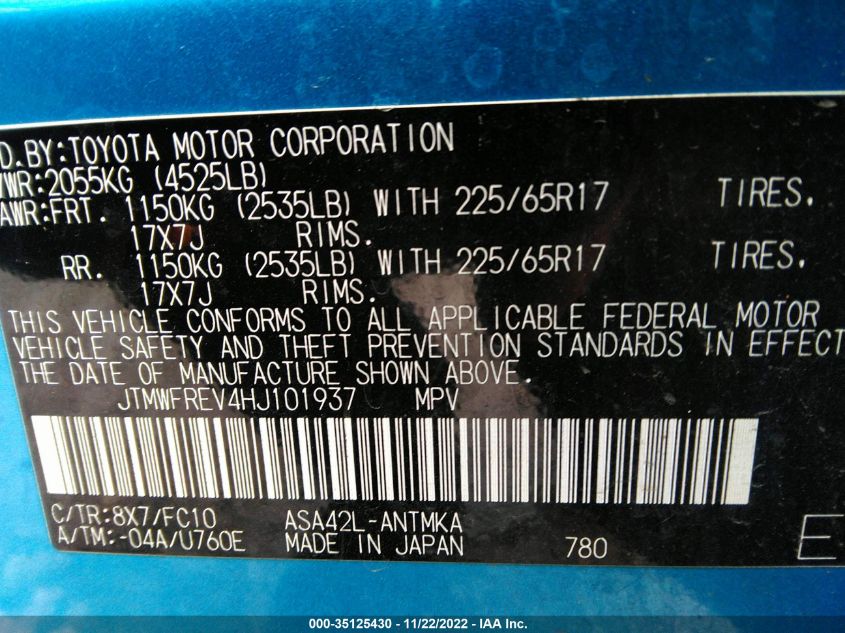 D.BY:TOYOTA MOTOR CORPORATION
VWR:2055KG (4525LB)
AWR:FRT. 1150KG (2535LB) WITH 225/65R17 TIRES,
17X7J RIMS.
RR. 1150KG (2535LB) WITH 225/65R17 TIRES,
17X7J RIMS.
THIS VEHICLE CONFORMS TO ALL APPLICABLE FEDERAL MOTOR
VEHICLE SAFETY AND THEFT PREVENTION STANDARDS IN EFFECT
THE DATE OF MANUFACTURE SHOWN ABOVE.
JTMWFREV4HJ101937 MPV
C/TR:8X7/FC10 ASA42L-ANTMKA
A/TM:-04A/U760E MADE IN JAPAN 780 E
000-35125430 - 11/22/2022 - IAA Inc.